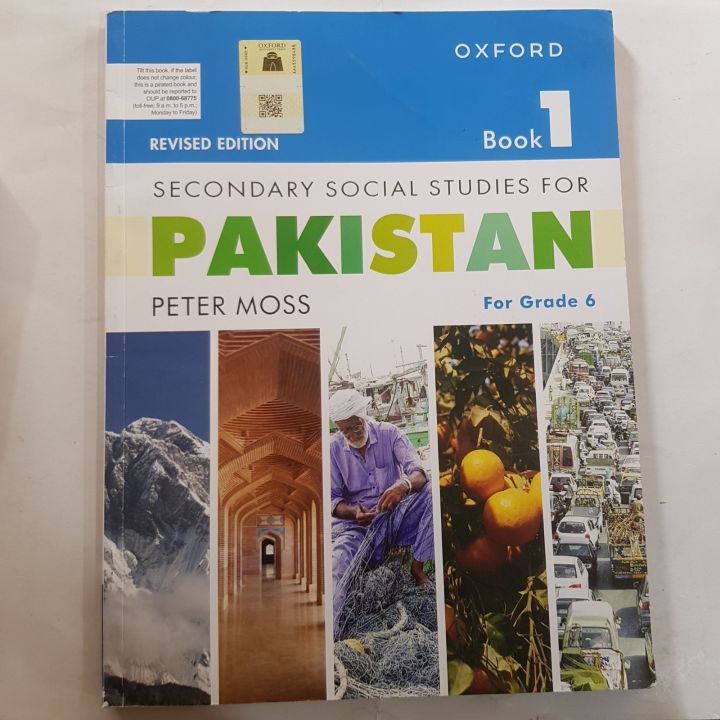 OXFORD
OXFORD
Tilt this book. If the label
does not change colour,
this is a pirated book and
should be reported to
OUP at 0800-68775
(toll-free; 9 a.m. to 5 p.m.;
Monday to Friday)
REVISED EDITION
Book 1
SECONDARY SOCIAL STUDIES FOR
PAKISTAN
PETER MOSS
For Grade 6